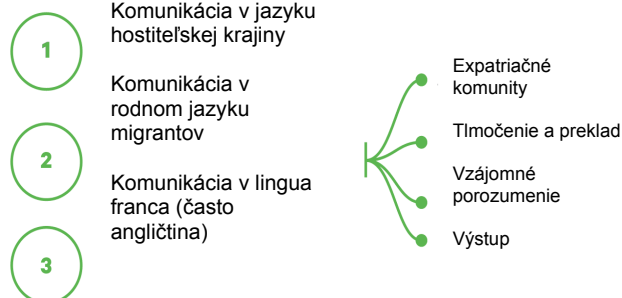 1
Komunikácia v jazyku
hostiteľskej krajiny
2
Komunikácia v
rodnom jazyku
migrantov
3
Komunikácia v lingua
franca (často
angličtina)
Expatriačné
komunity
Tlmočenie a preklad
Vzájomné
porozumenie
Výstup